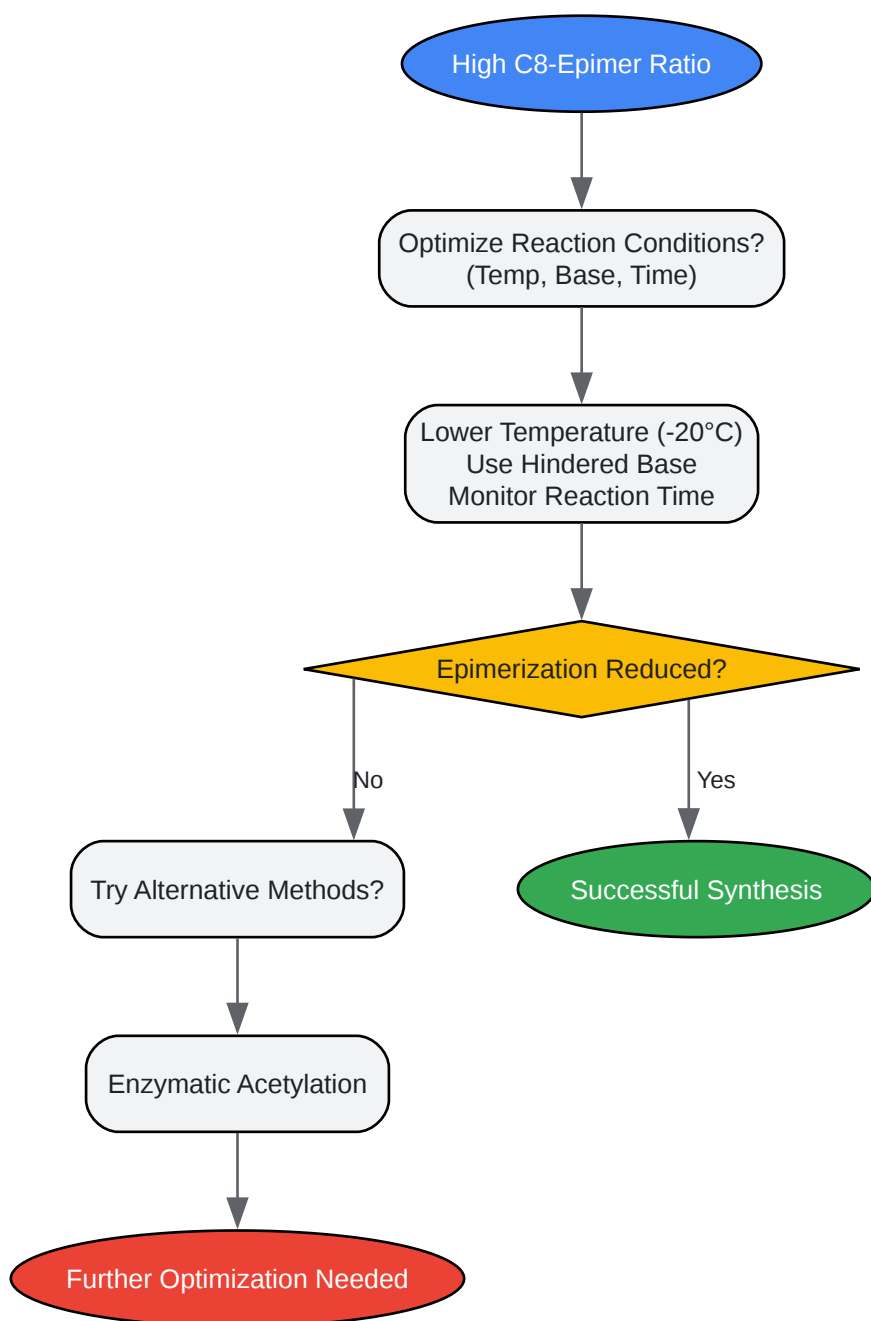 High C8-Epimer Ratio
Optimize Reaction Conditions?
(Temp, Base, Time)
Lower Temperature (-20°C)
Use Hindered Base
Monitor Reaction Time
Epimerization Reduced?
No
Yes
Try Alternative Methods?
Successful Synthesis
Enzymatic Acetylation
Further Optimization Needed